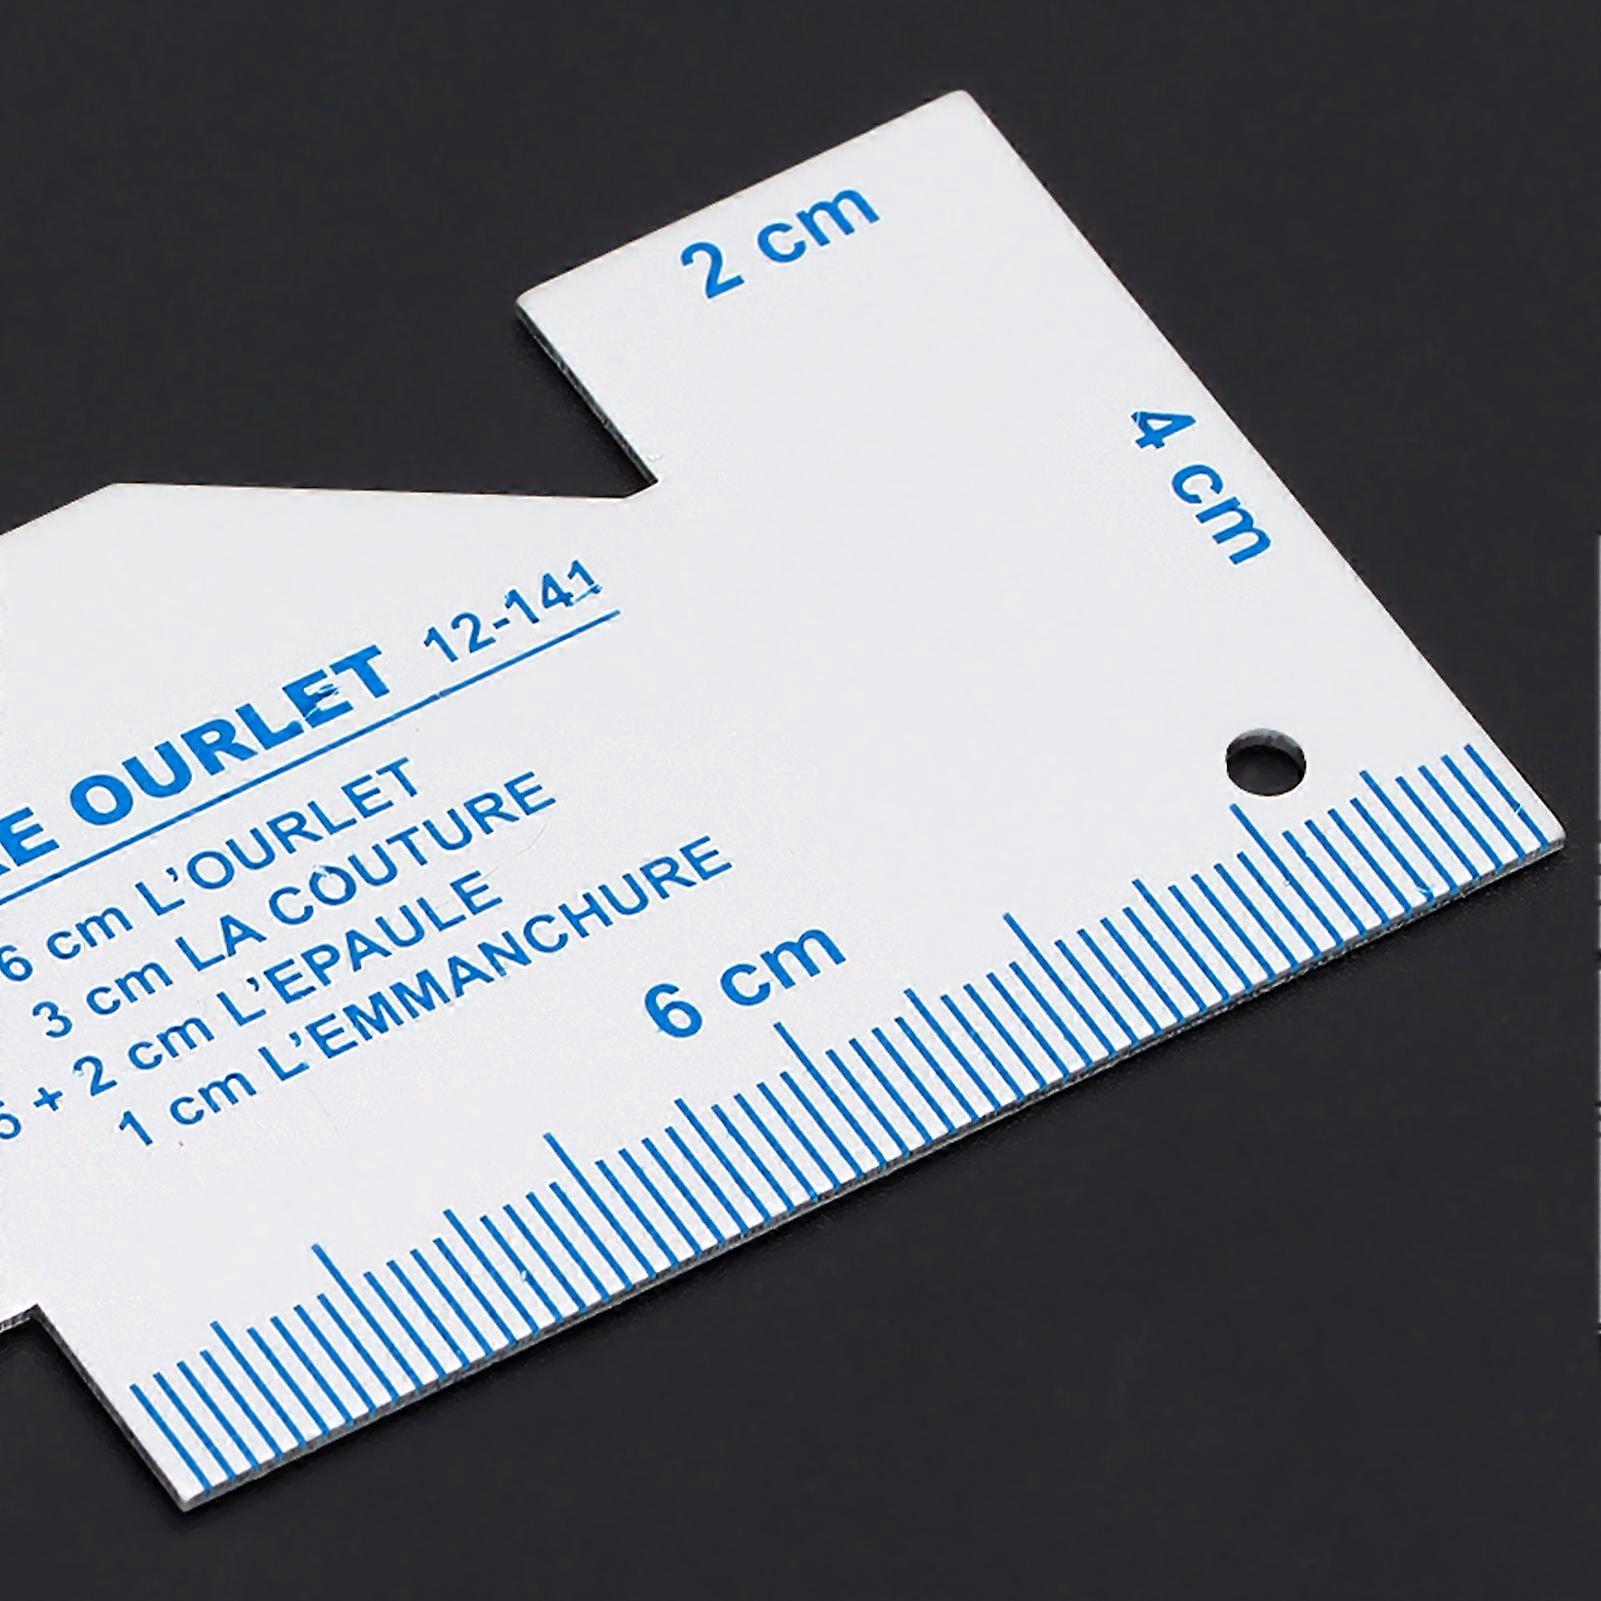 2 cm
4 cm
OURLET 12-141
6 cm L'OURLET
3 cm LA COUTURE
+ 2 cm L'EPAULE
1 cm L'EMMANCHURE
6 cm